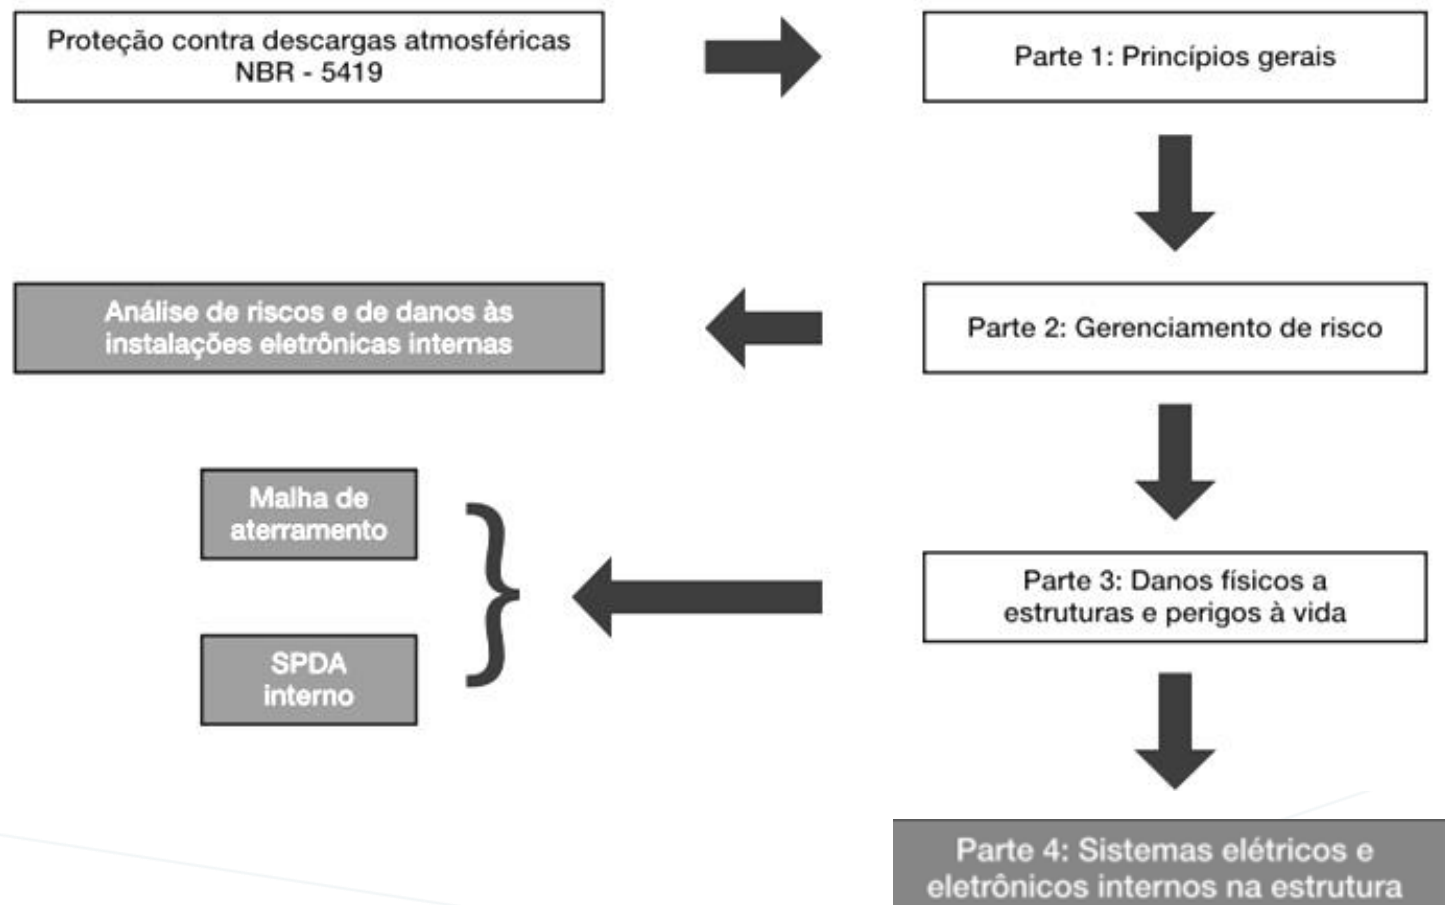 Proteção contra descargas atmosféricas
NBR - 5419
Parte 1: Princípios gerais
Análise de riscos e de danos às
instalações eletrônicas internas
Parte 2: Gerenciamento de risco
Malha de
aterramento
SPDA
interno
Parte 3: Danos físicos a
estruturas e perigos à vida
Parte 4: Sistemas elétricos e
eletrônicos internos na estrutura